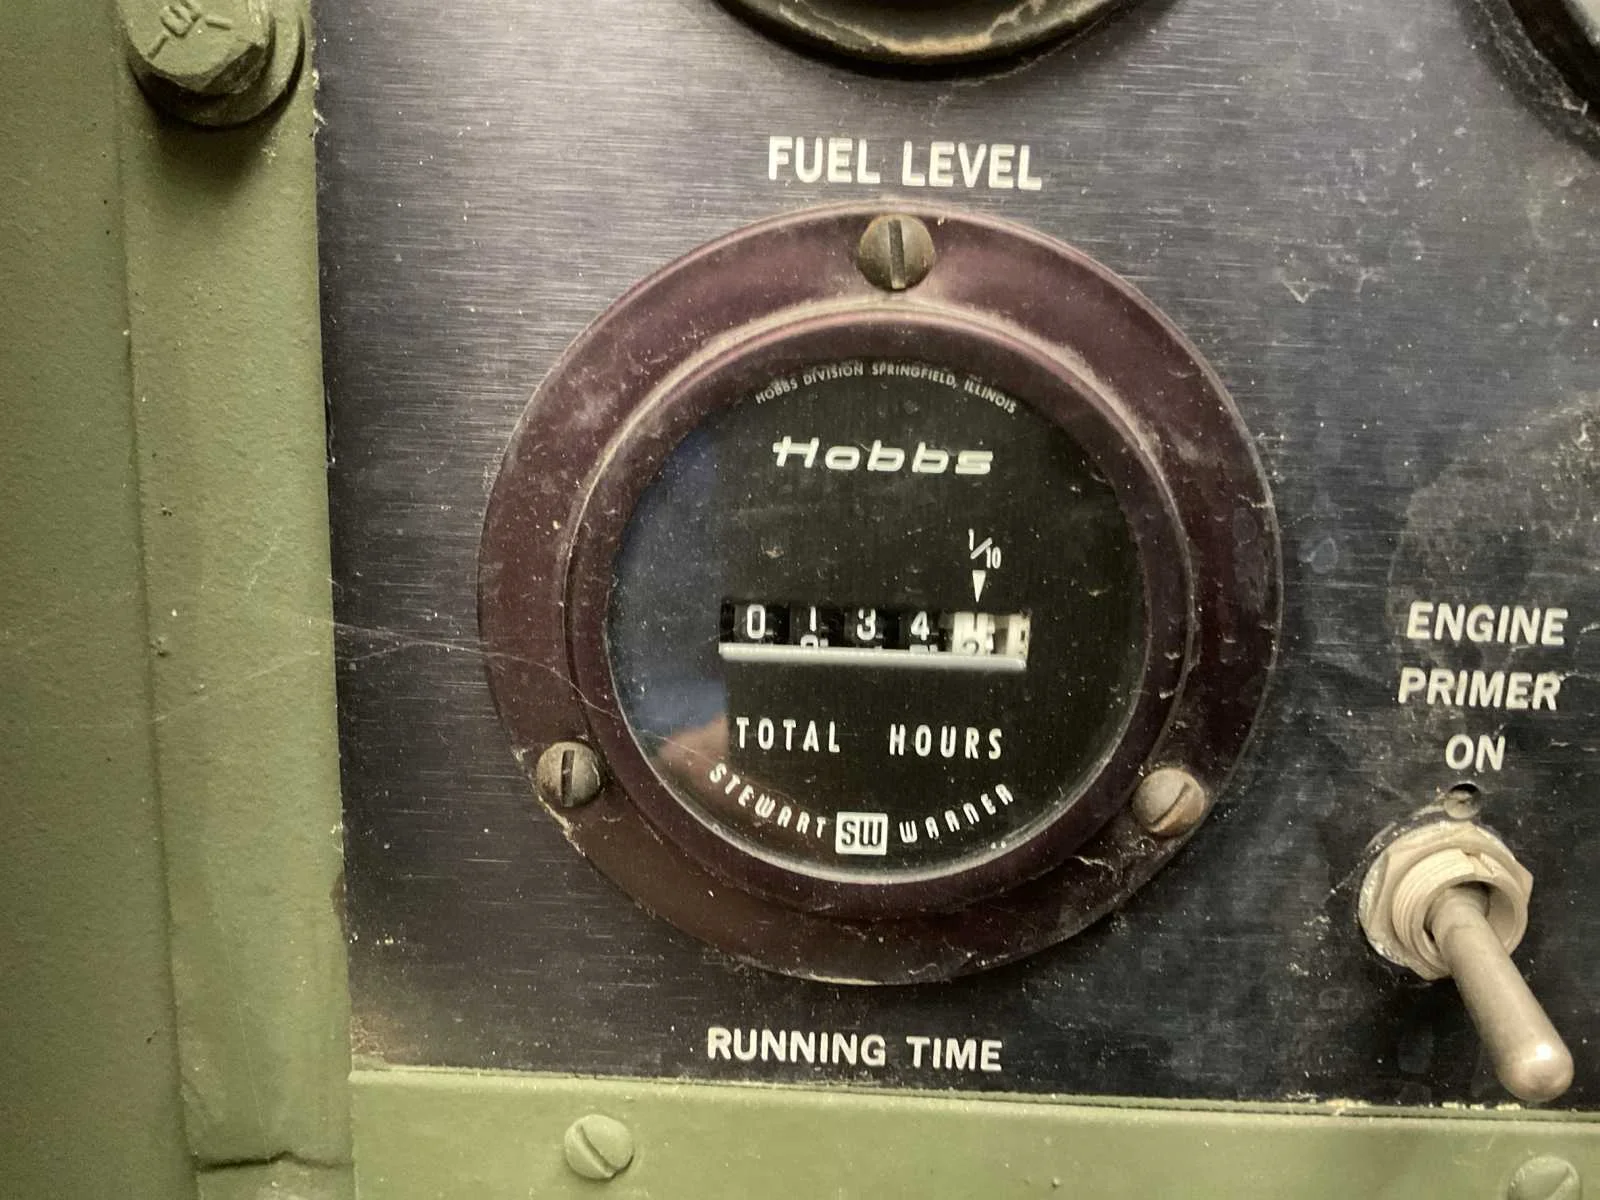 FUEL LEVEL
HOBBS DIVISION SPRINGFIELD, ILLINOIS
Hobbs
1/10
0 1 3 4
TOTAL HOURS
STEWART SW WARNER
RUNNING TIME
ENGINE
PRIMER
ON